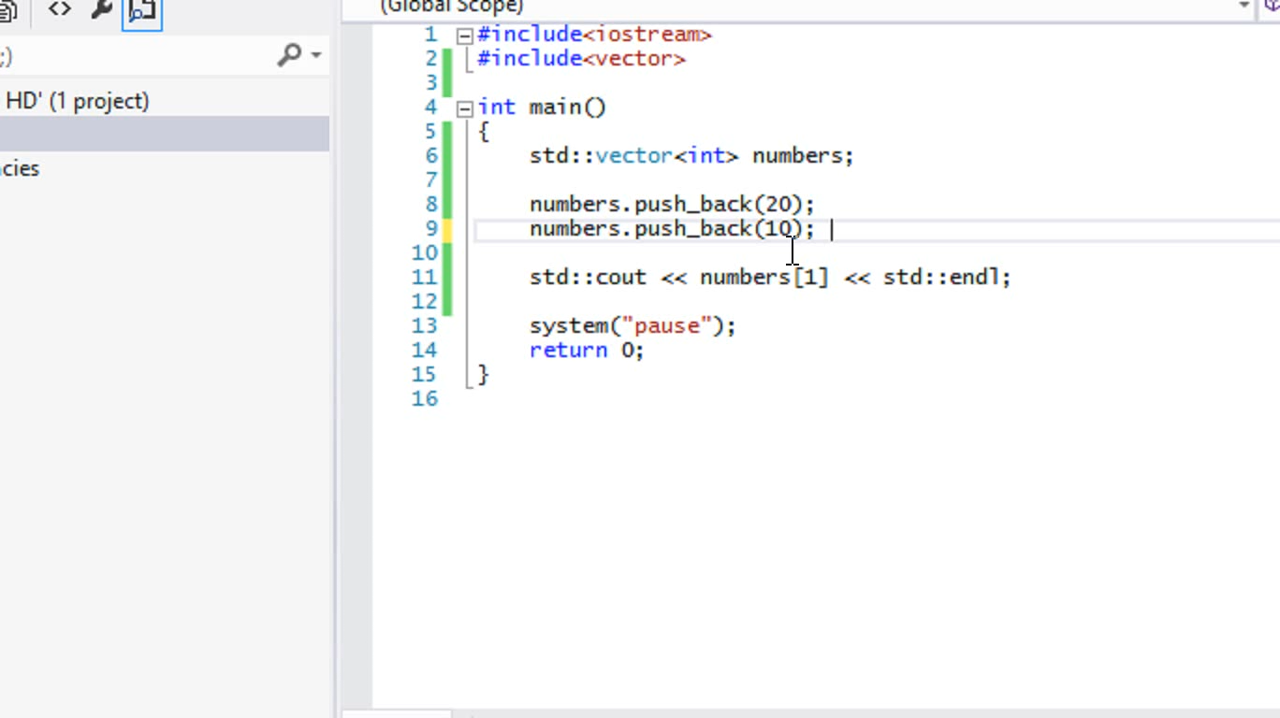 (Global Scope)
;)
HD' (1 project)
cies
1 #include<iostream>
2 #include<vector>
3
4 int main()
5 {
6 std::vector<int> numbers;
7
8 numbers.push_back(20);
9 numbers.push_back(10);
10
11 std::cout << numbers[1] << std::endl;
12
13 system("pause");
14 return 0;
15 }
16